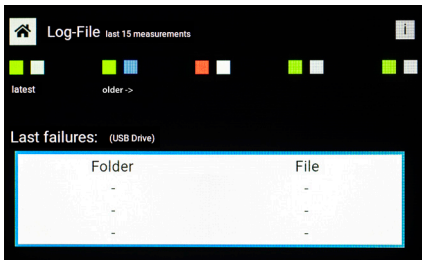 Log-File last 15 measurements
i
latest older ->
Last failures: (USB Drive)
Folder File
- -
- -
- -